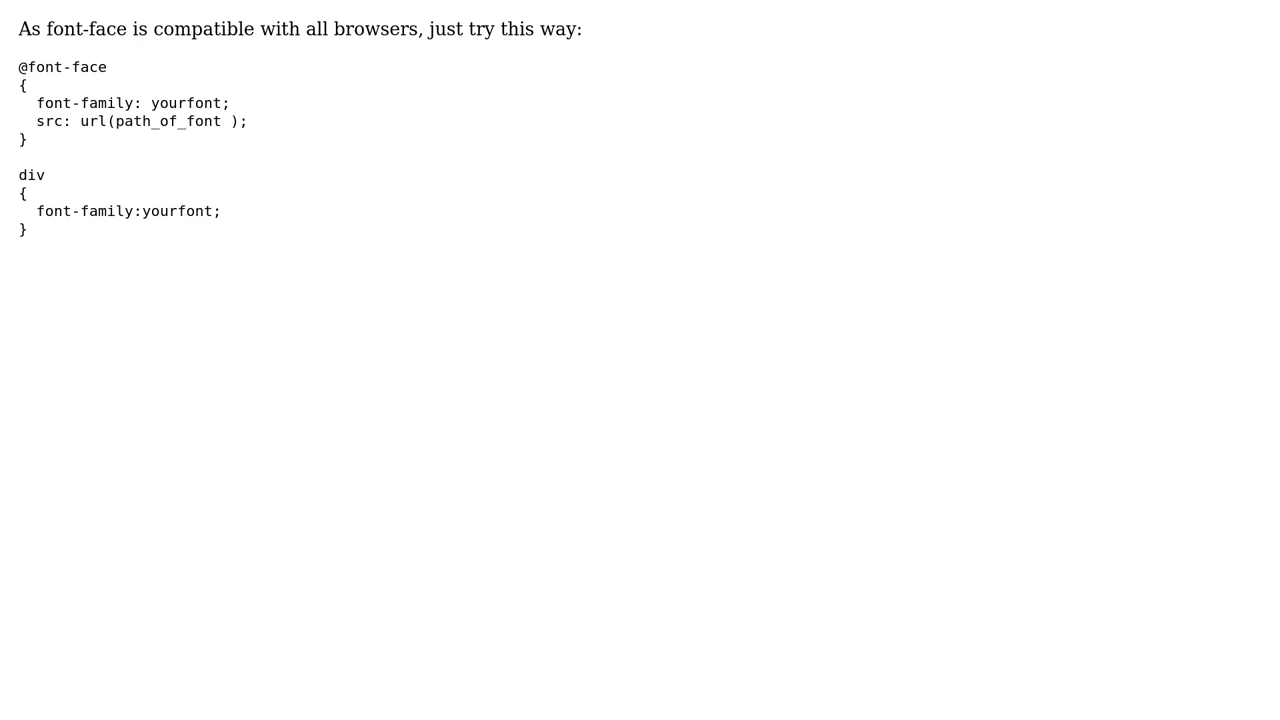 As font-face is compatible with all browsers, just try this way:
@font-face
{
  font-family: yourfont;
  src: url(path_of_font );
}
div
{
  font-family:yourfont;
}